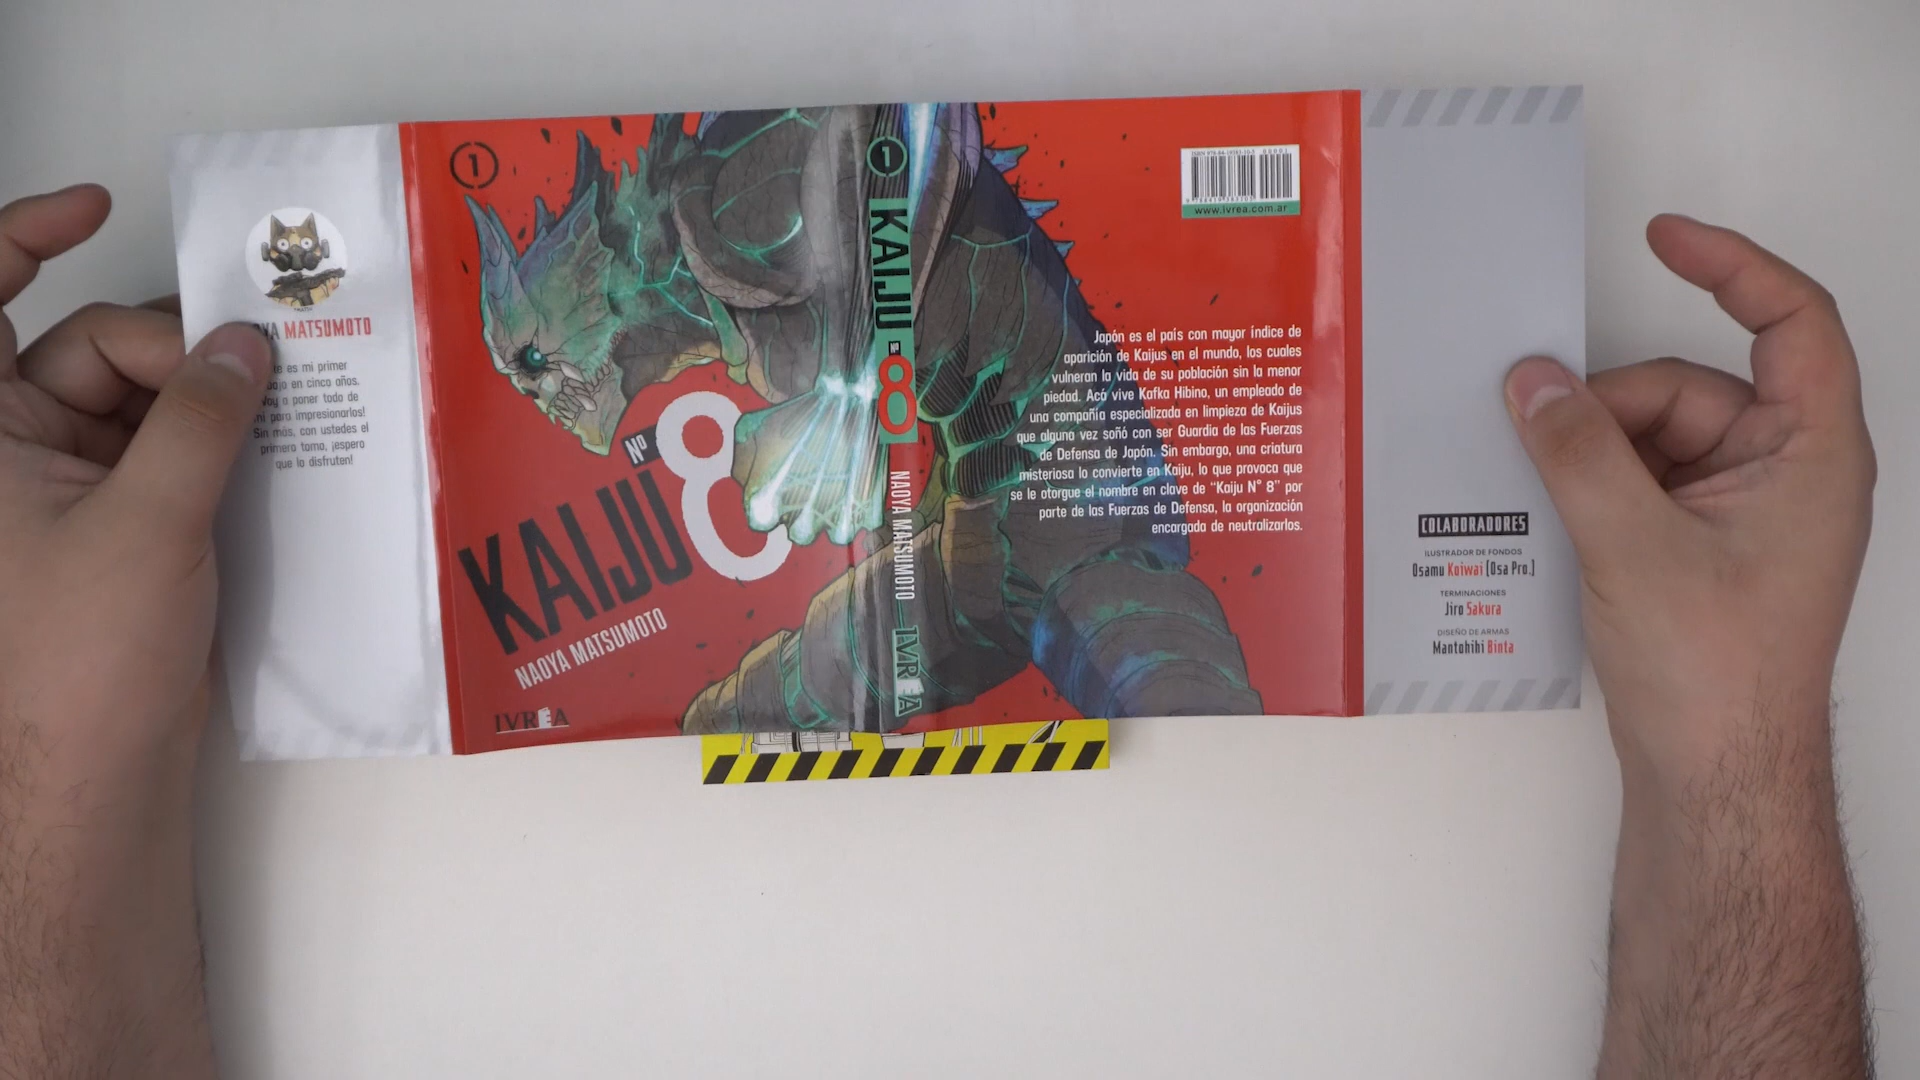 MATSUMOTO
es mi primer
en cinco años.
Voy a poner todo de
mi para impresionarlos!
Sin más, con ustedes el
primero tomo, ¡espero
que lo disfruten!
1
Nº
KAIJU 8
NAOYA MATSUMOTO
IVREA
1
KAIJU
Nº
8
NAOYA MATSUMOTO
IVREA
www.ivrea.com.ar
Japón es el país con mayor índice de
aparición de Kaijus en el mundo, los cuales
vulneran la vida de su población sin la menor
piedad. Acá vive Kafka Hibino, un empleado de
una compañía especializada en limpieza de Kaijus
que alguna vez soñó con ser Guardia de las Fuerzas
de Defensa de Japón. Sin embargo, una criatura
misteriosa lo convierte en Kaiju, lo que provoca que
se le otorgue el nombre en clave de "Kaiju N° 8" por
parte de las Fuerzas de Defensa, la organización
encargada de neutralizarlos.
COLABORADORES
ILUSTRADOR DE FONDOS
Osamu Koiwai (Osa Pro.)
TERMINACIONES
Jiro Sakura
DISEÑO DE ARMAS
Mantohihi Binta